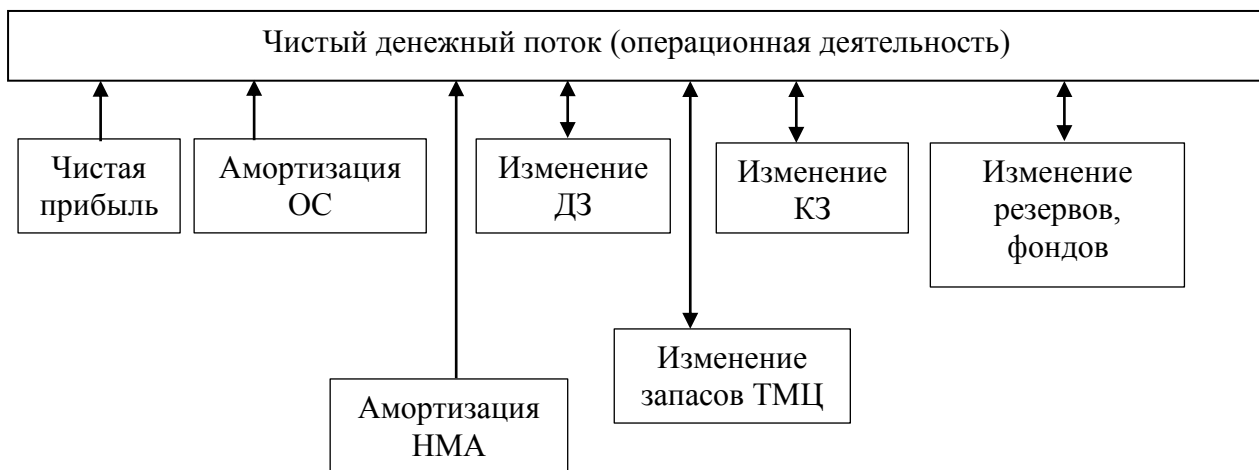 Чистый денежный поток (операционная деятельность)
Чистая
прибыль
Амортизация
ОС
Изменение
ДЗ
Изменение
КЗ
Изменение
резервов,
фондов
Изменение
запасов ТМЦ
Амортизация
НМА